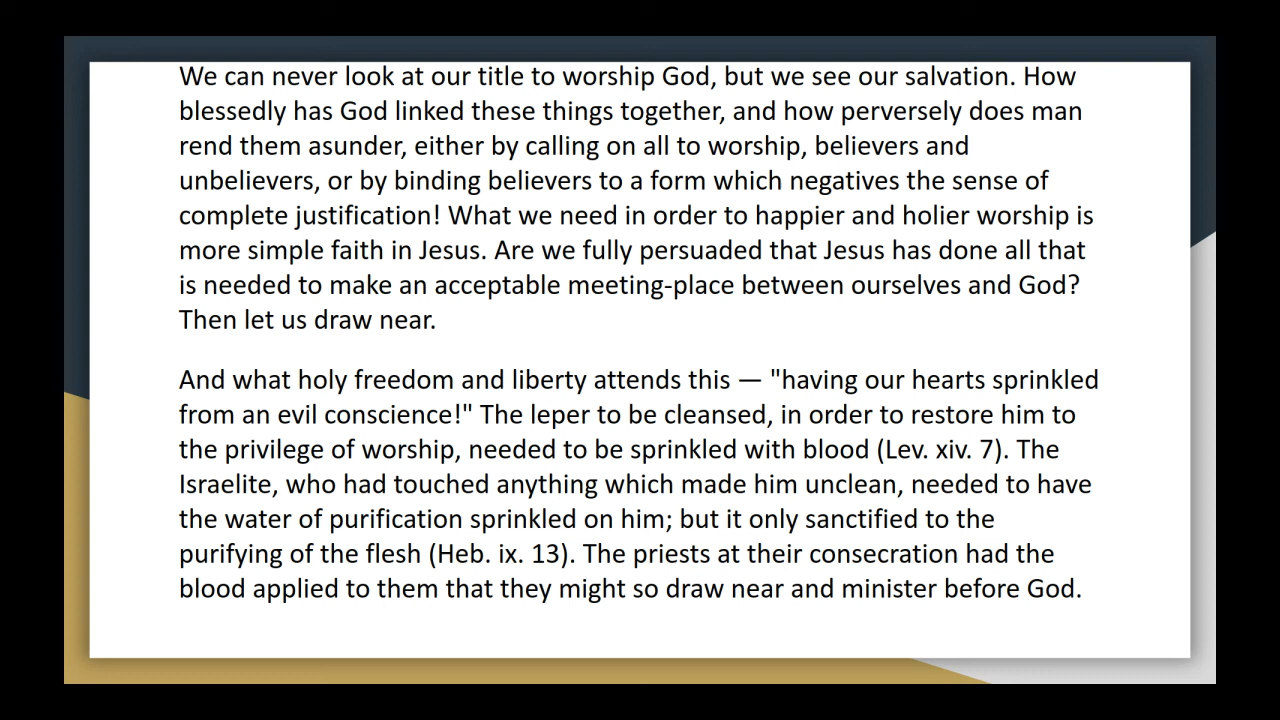 We can never look at our title to worship God, but we see our salvation. How
blessedly has God linked these things together, and how perversely does man
rend them asunder, either by calling on all to worship, believers and
unbelievers, or by binding believers to a form which negatives the sense of
complete justification! What we need in order to happier and holier worship is
more simple faith in Jesus. Are we fully persuaded that Jesus has done all that
is needed to make an acceptable meeting-place between ourselves and God?
Then let us draw near.
And what holy freedom and liberty attends this — "having our hearts sprinkled
from an evil conscience!" The leper to be cleansed, in order to restore him to
the privilege of worship, needed to be sprinkled with blood (Lev. xiv. 7). The
Israelite, who had touched anything which made him unclean, needed to have
the water of purification sprinkled on him; but it only sanctified to the
purifying of the flesh (Heb. ix. 13). The priests at their consecration had the
blood applied to them that they might so draw near and minister before God.